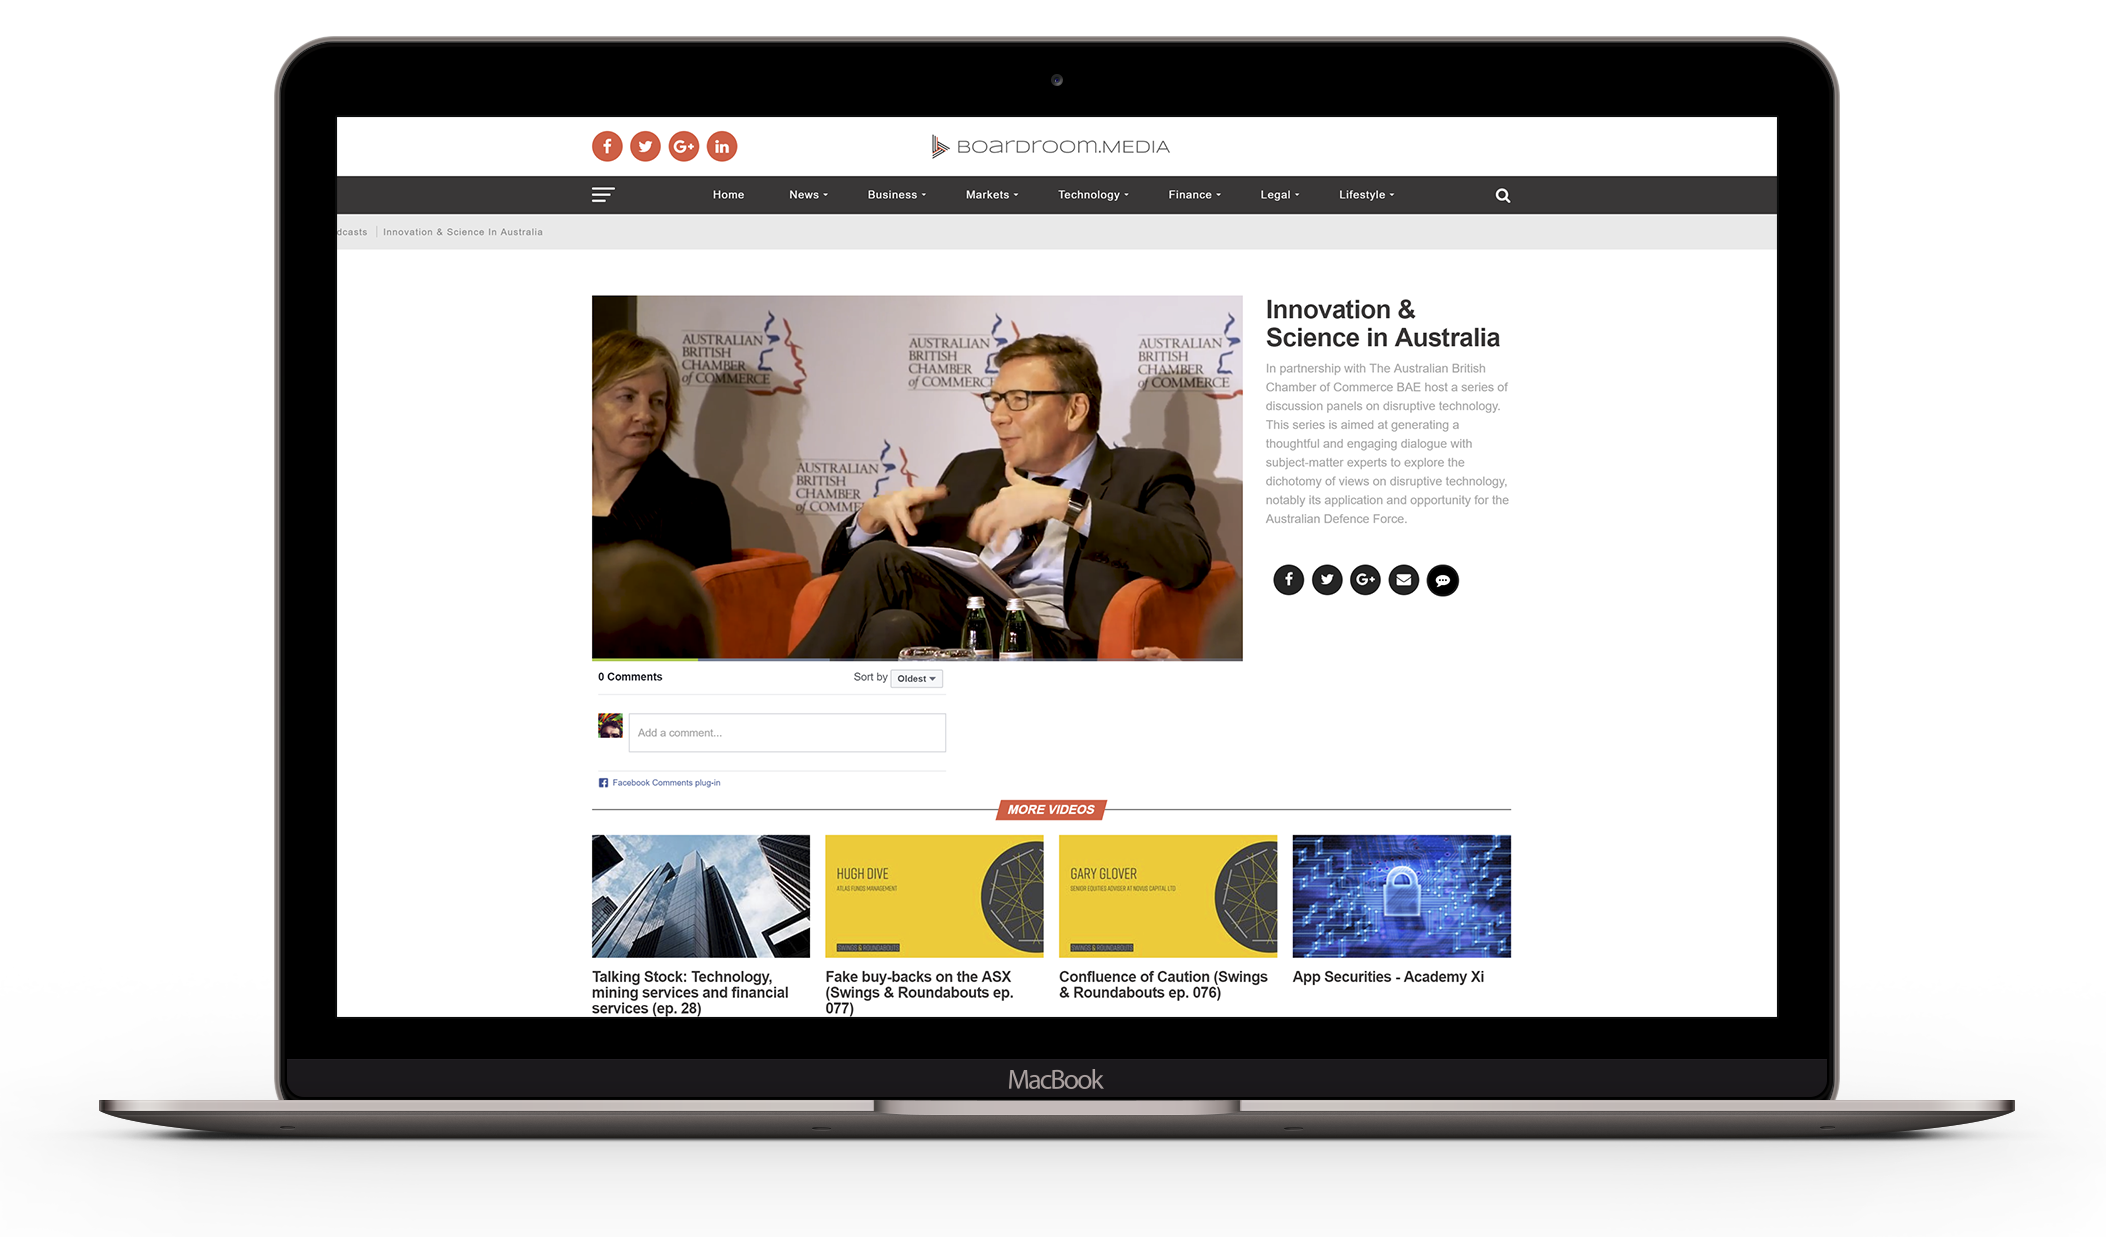 BOARDROOM.MEDIA
Home News Business Markets Technology Finance Legal Lifestyle
dcasts Innovation & Science In Australia
AUSTRALIAN
BRITISH
CHAMBER
of COMMERCE
AUSTRALIAN
BRITISH
CHAMBER
of COMMERC
AUSTRALIAN
BRITISH
CHAMBER
of COMMERCE
AUSTRALIAN
BRITISH
CHAMBER
of COMME
Innovation &
Science in Australia
In partnership with The Australian British
Chamber of Commerce BAE host a series of
discussion panels on disruptive technology.
This series is aimed at generating a
thoughtful and engaging dialogue with
subject-matter experts to explore the
dichotomy of views on disruptive technology,
notably its application and opportunity for the
Australian Defence Force.
0 Comments Sort by Oldest
Add a comment...
Facebook Comments plug-in
MORE VIDEOS
HUGH DIVE
ATLAS FUNDS MANAGEMENT
SWINGS & ROUNDABOUTS
GARY GLOVER
SENIOR EQUITIES ADVISER AT NOVUS CAPITAL LTD
SWINGS & ROUNDABOUTS
Talking Stock: Technology,
mining services and financial
services (ep. 28)
Fake buy-backs on the ASX
(Swings & Roundabouts ep.
077)
Confluence of Caution (Swings
& Roundabouts ep. 076)
App Securities - Academy Xi
MacBook